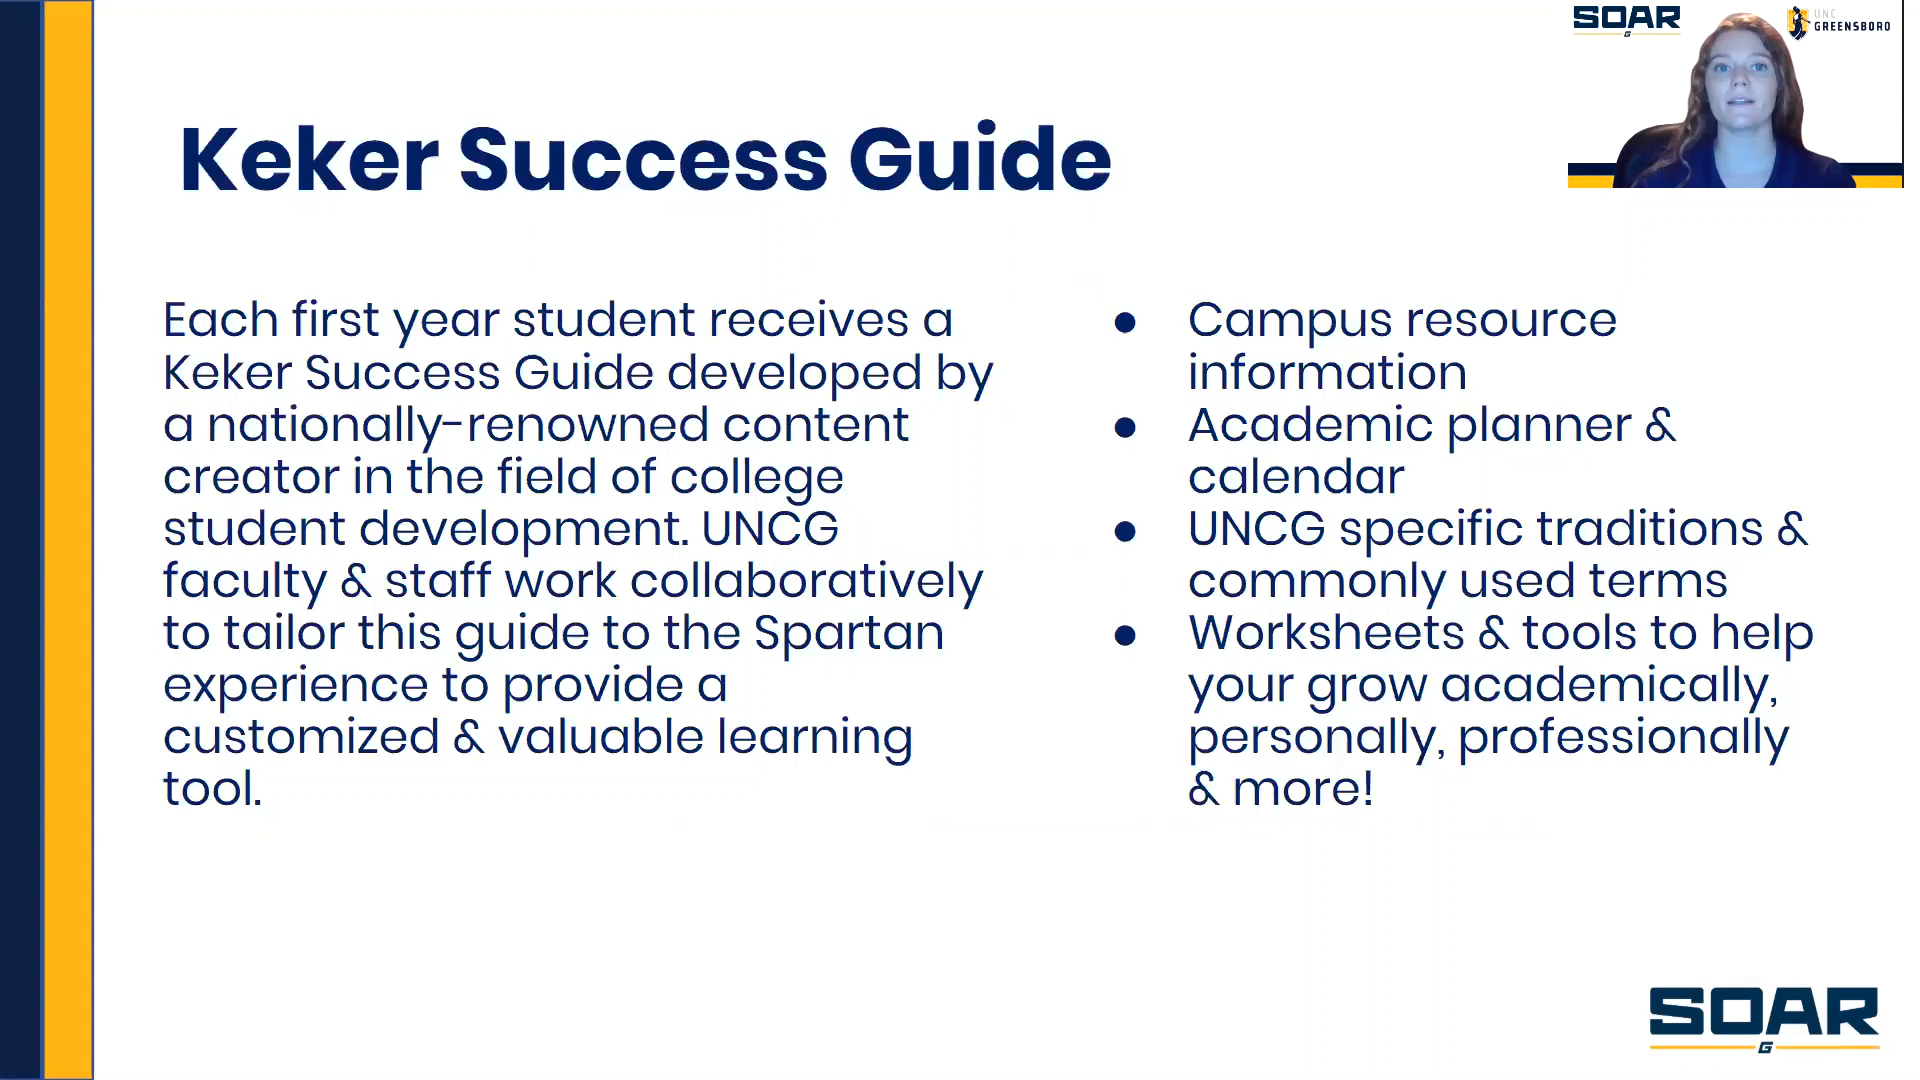 SOAR
G
UNC
GREENSBORO
Keker Success Guide
Each first year student receives a
Keker Success Guide developed by
a nationally-renowned content
creator in the field of college
student development. UNCG
faculty & staff work collaboratively
to tailor this guide to the Spartan
experience to provide a
customized & valuable learning
tool.
● Campus resource
information
● Academic planner &
calendar
● UNCG specific traditions &
commonly used terms
● Worksheets & tools to help
your grow academically,
personally, professionally
& more!
SOAR
G